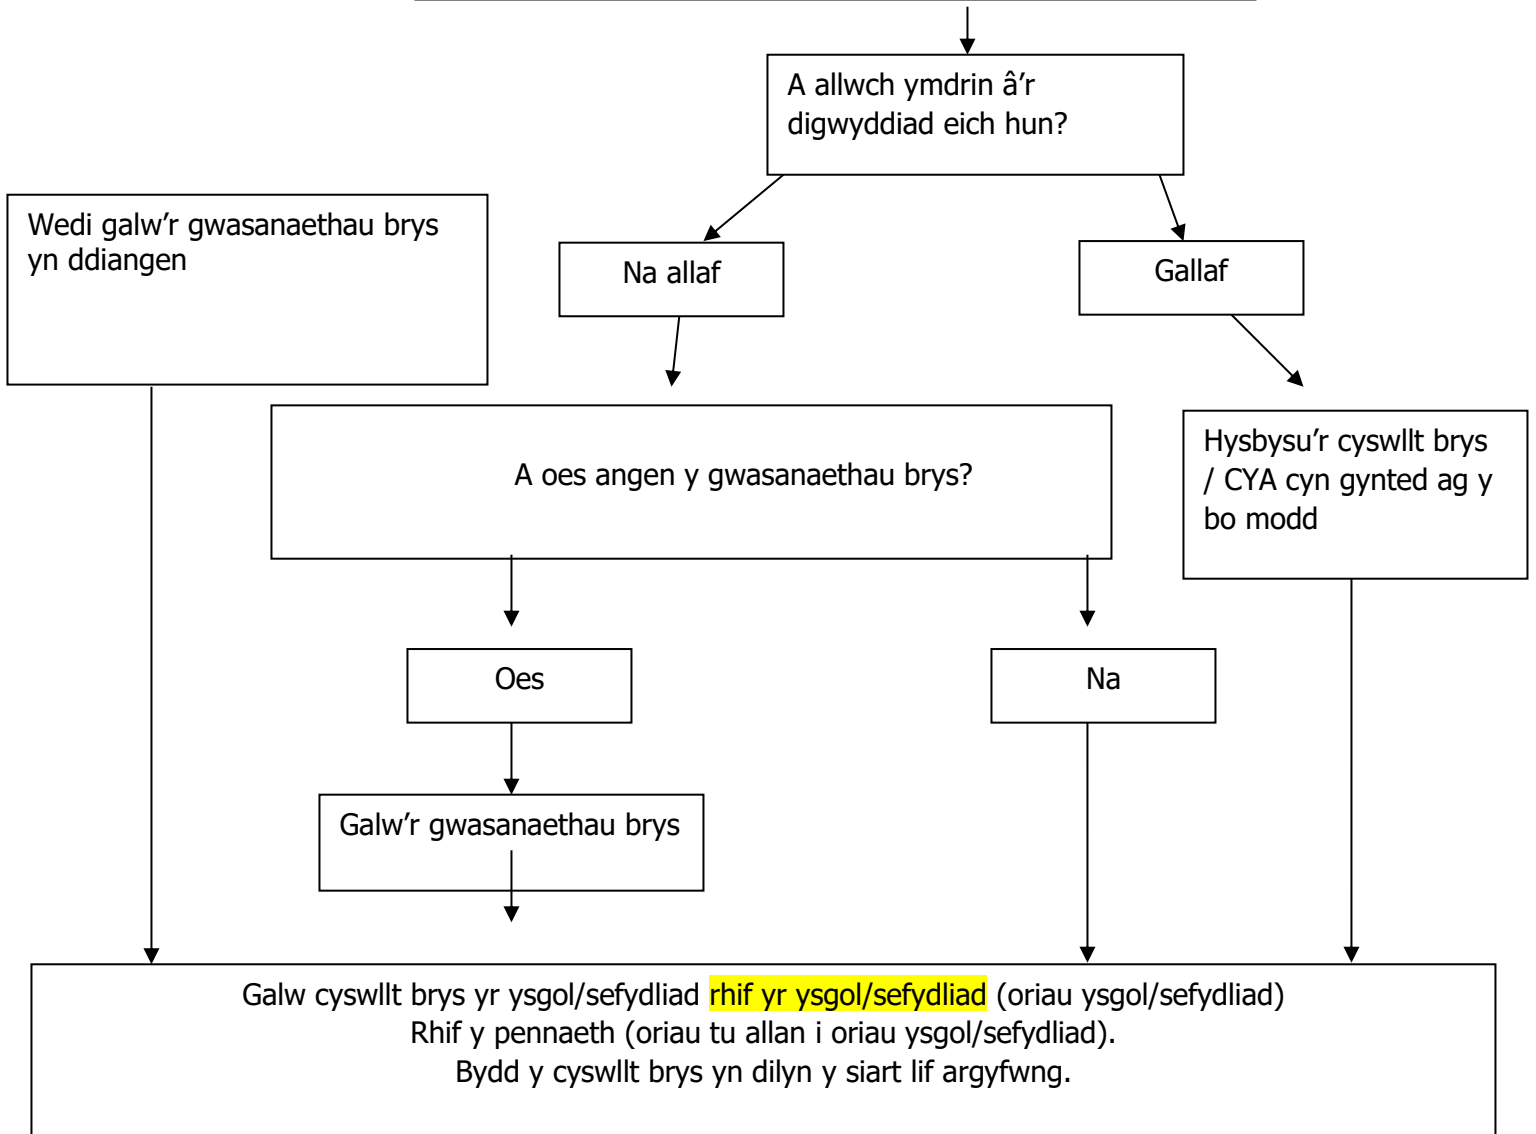 A allwch ymdrin â’r
digwyddiad eich hun?
Wedi galw’r gwasanaethau brys
yn ddiangen
Na allaf
Gallaf
A oes angen y gwasanaethau brys?
Hysbysu’r cyswllt brys
/ CYA cyn gynted ag y
bo modd
Oes
Na
Galw’r gwasanaethau brys
Galw cyswllt brys yr ysgol/sefydliad rhif yr ysgol/sefydliad (oriau ysgol/sefydliad)
Rhif y pennaeth (oriau tu allan i oriau ysgol/sefydliad).
Bydd y cyswllt brys yn dilyn y siart lif argyfwng.